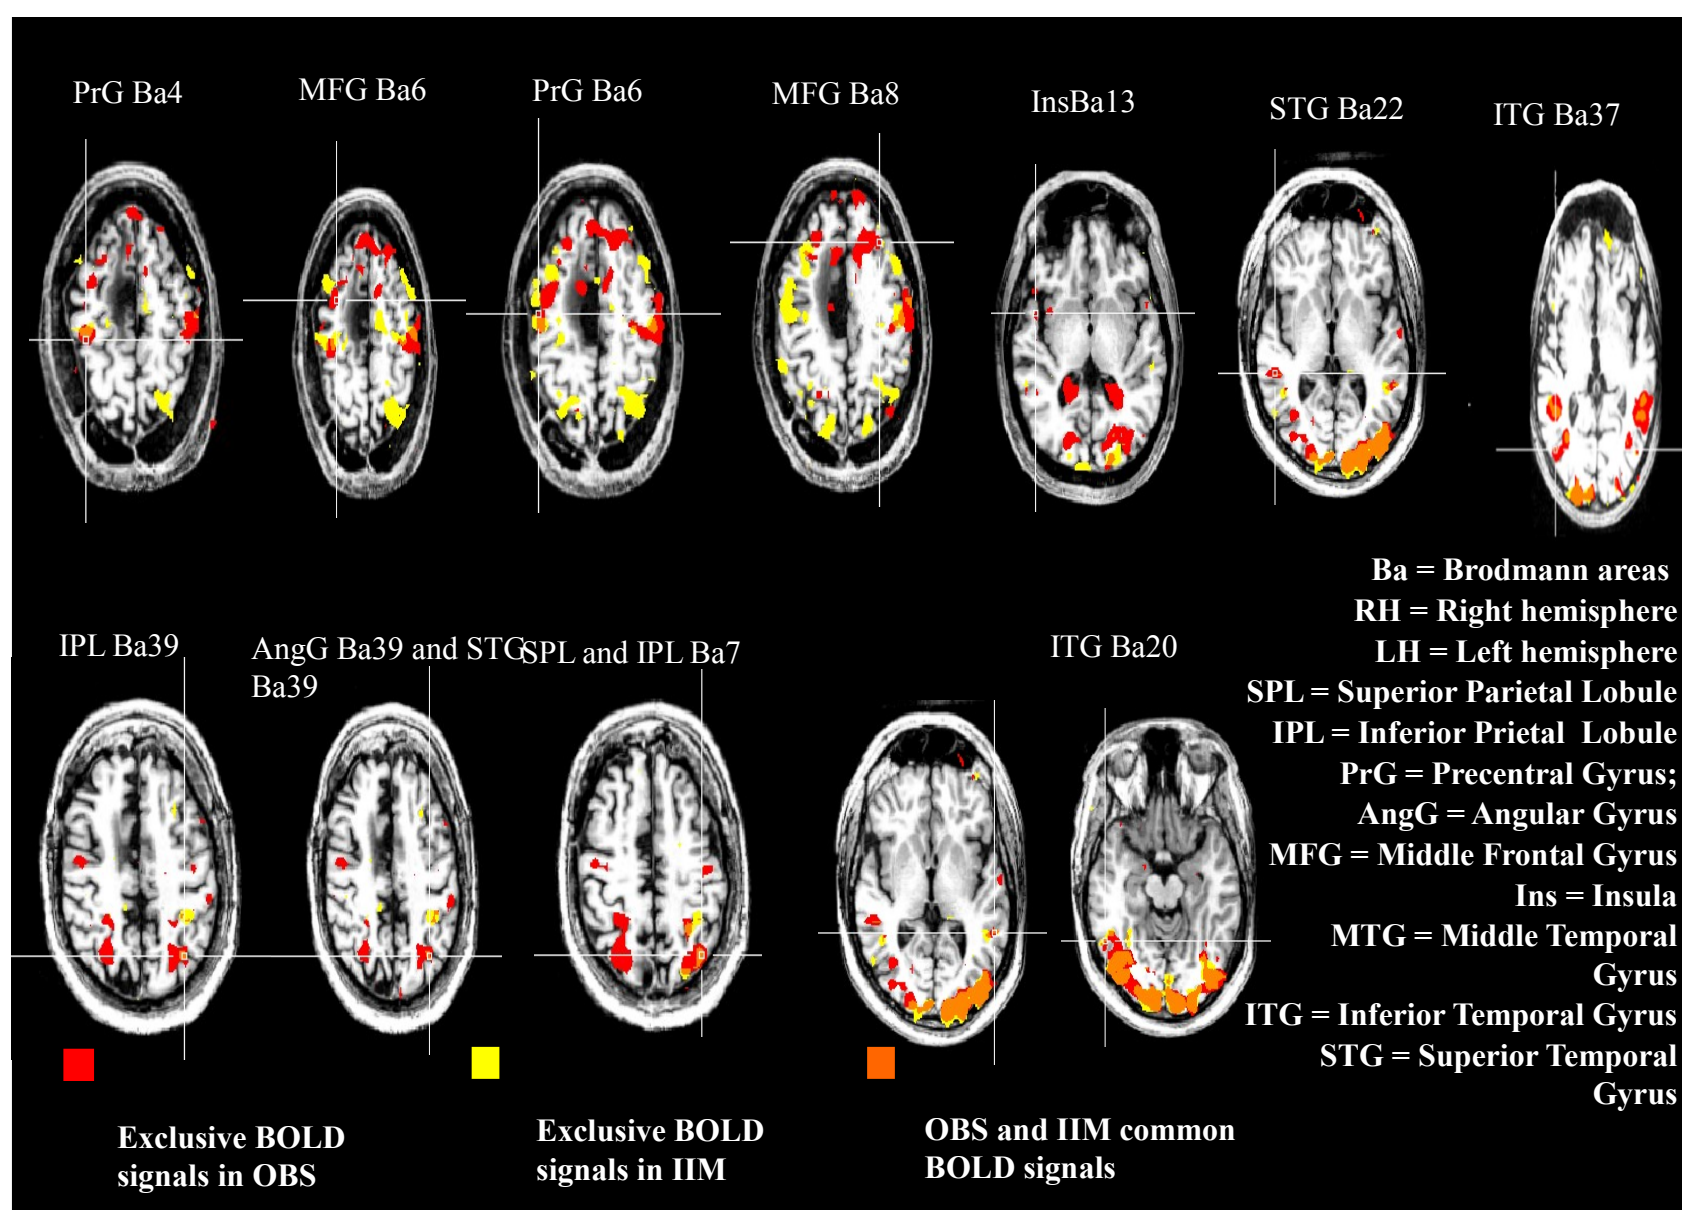 PrG Ba4
MFG Ba6
PrG Ba6
MFG Ba8
InsBa13
STG Ba22
ITG Ba37
Ba = Brodmann areas
RH = Right hemisphere
LH = Left hemisphere
SPL = Superior Parietal Lobule
IPL = Inferior Prietal Lobule
PrG = Precentral Gyrus;
AngG = Angular Gyrus
MFG = Middle Frontal Gyrus
Ins = Insula
MTG = Middle Temporal
Gyrus
ITG = Inferior Temporal Gyrus
STG = Superior Temporal
Gyrus
IPL Ba39
AngG Ba39 and STG
Ba39
SPL and IPL Ba7
ITG Ba20
Exclusive BOLD
signals in OBS
Exclusive BOLD
signals in IIM
OBS and IIM common
BOLD signals